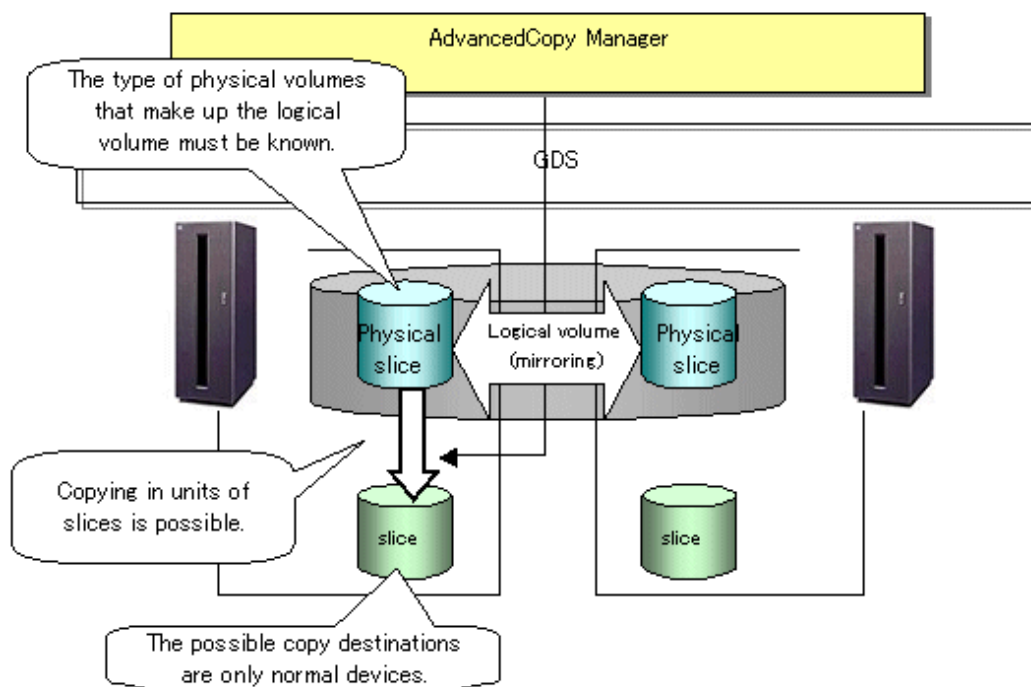 AdvancedCopy Manager
The type of physical volumes
that make up the logical
volume must be known.
GDS
Physical
slice
Logical volume
(mirroring)
Physical
slice
Copying in units of
slices is possible.
slice
slice
The possible copy destinations
are only normal devices.